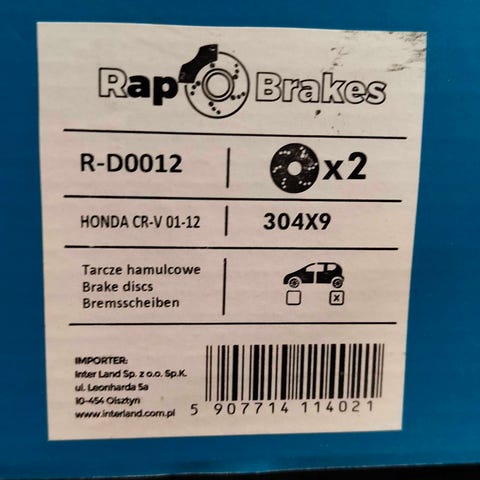 Rap Brakes
R-D0012 x2
HONDA CR-V 01-12 304X9
Tarcze hamulcowe
Brake discs
Bremsscheiben
x
IMPORTER:
Inter Land Sp. z o.o. Sp.K.
ul. Leonharda 5a
10-454 Olsztyn
www.interland.com.pl
5 907714 114021